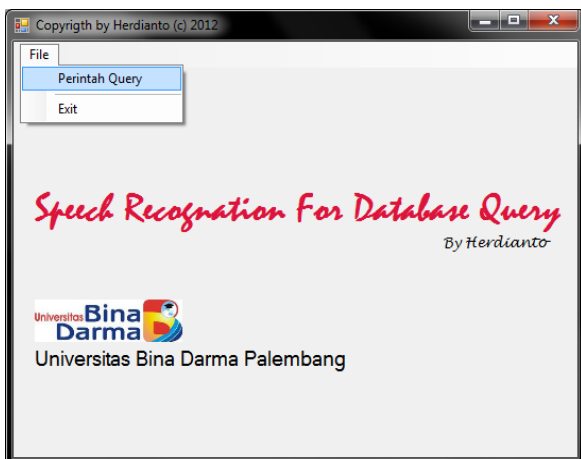 Copyrigth by Herdianto (c) 2012
File
Perintah Query
Exit
Speech Recognation For Database Query
By Herdianto
Universitas Bina
Darma
Universitas Bina Darma Palembang